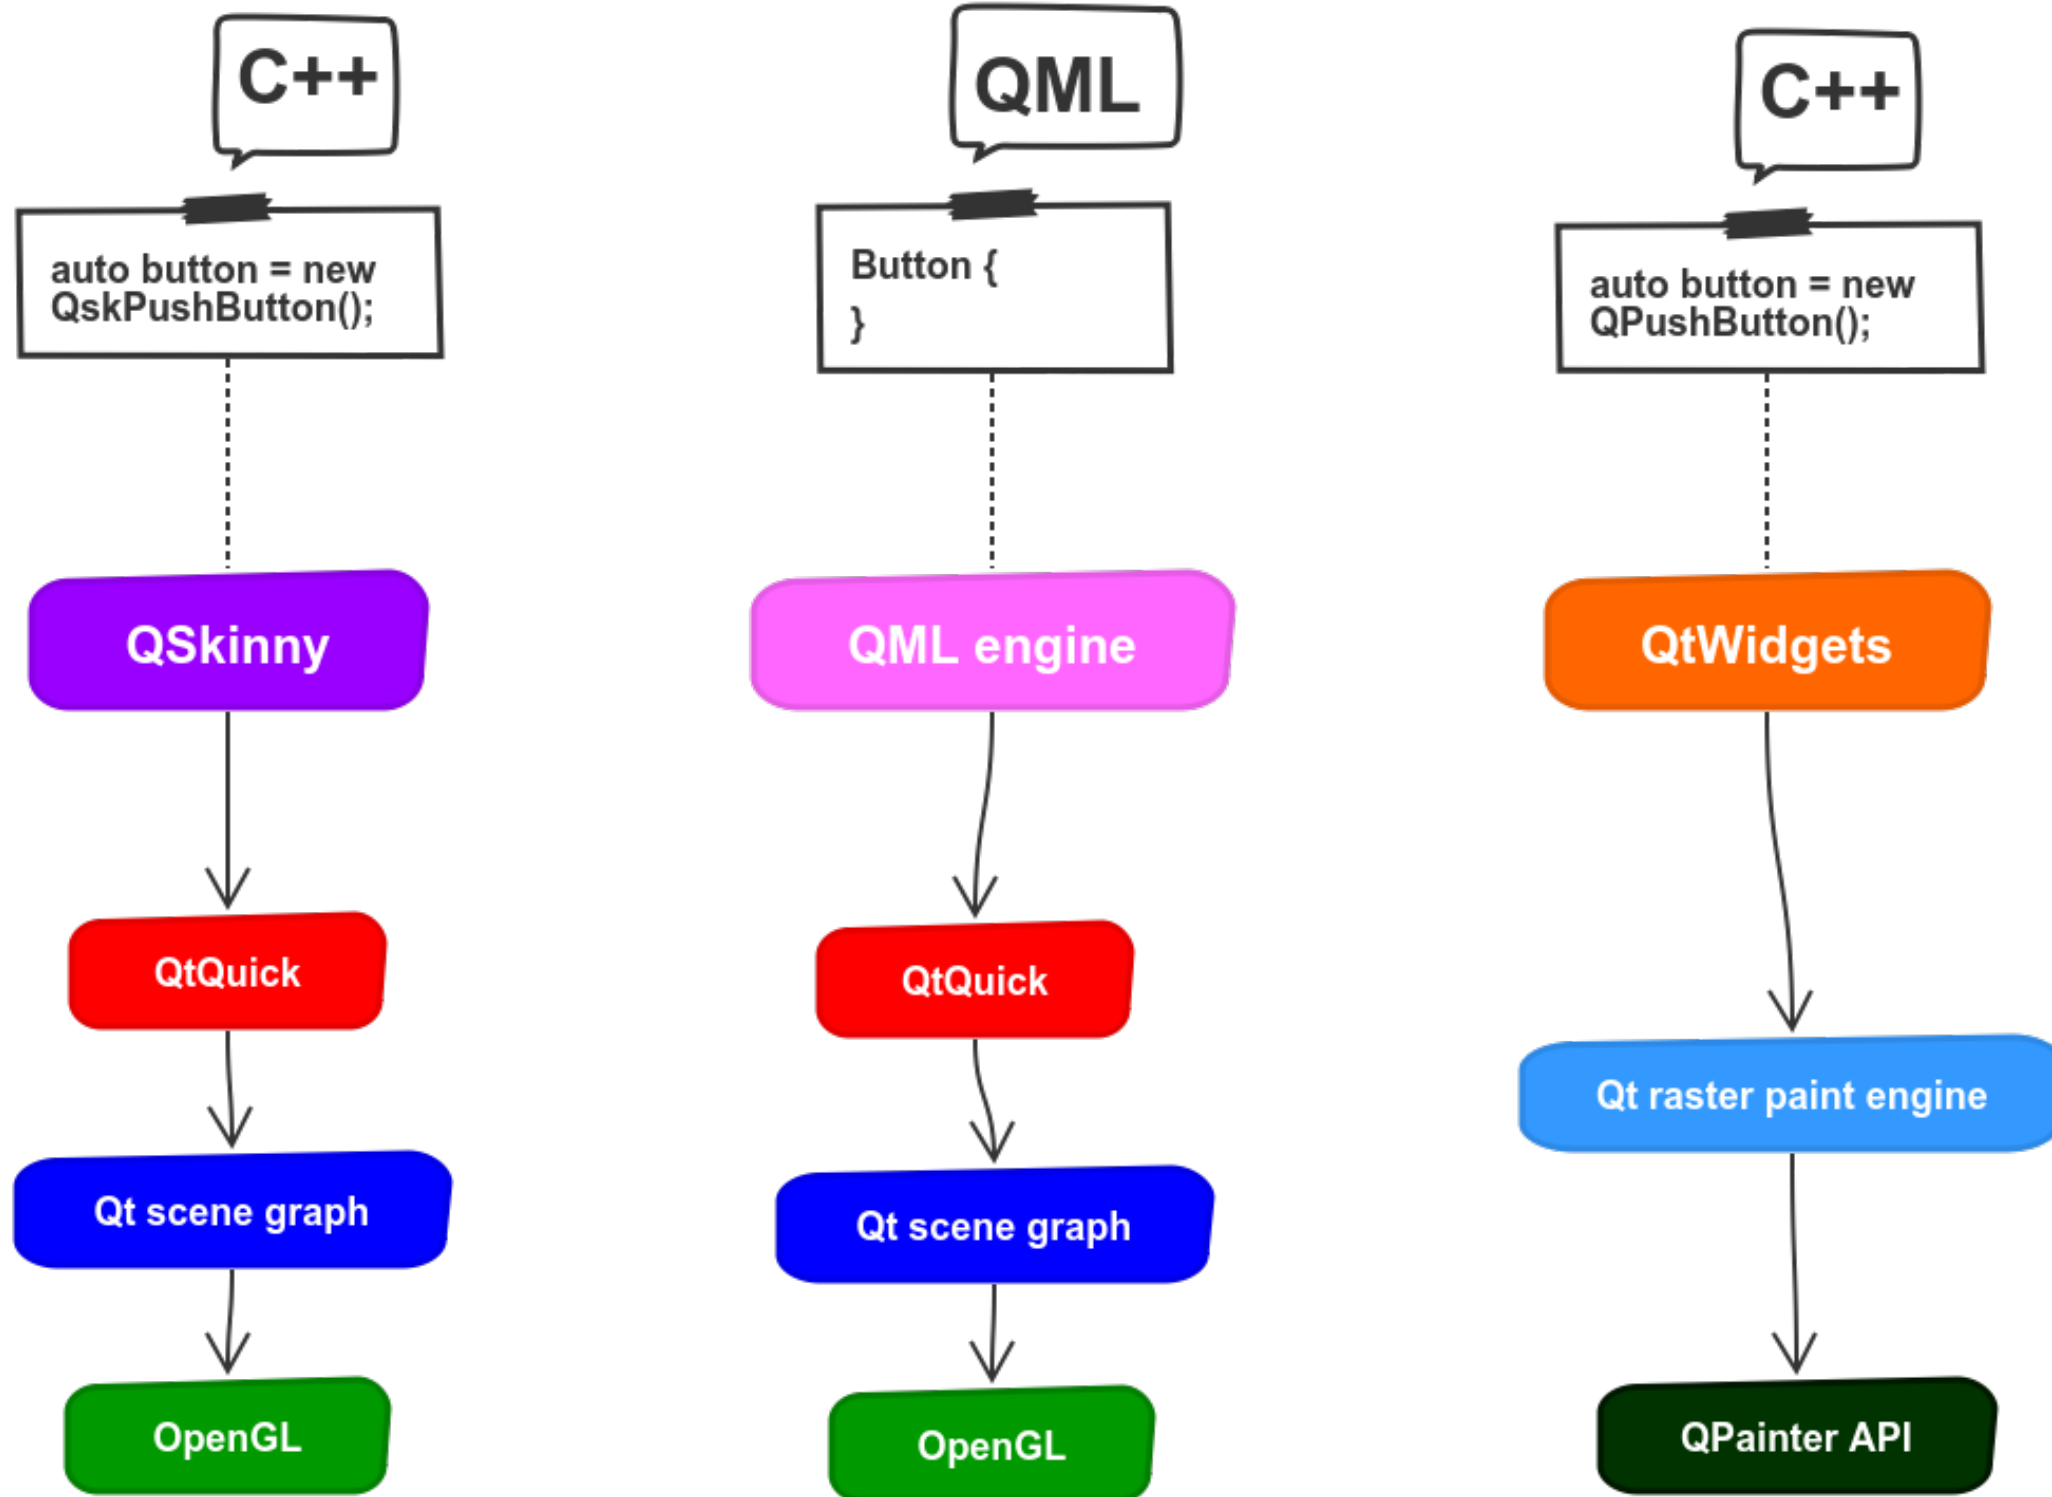 C++
auto button = new
QskPushButton();
QSkinny
QtQuick
Qt scene graph
OpenGL
QML
Button {
}
QML engine
QtQuick
Qt scene graph
OpenGL
C++
auto button = new
QPushButton();
QtWidgets
Qt raster paint engine
QPainter API